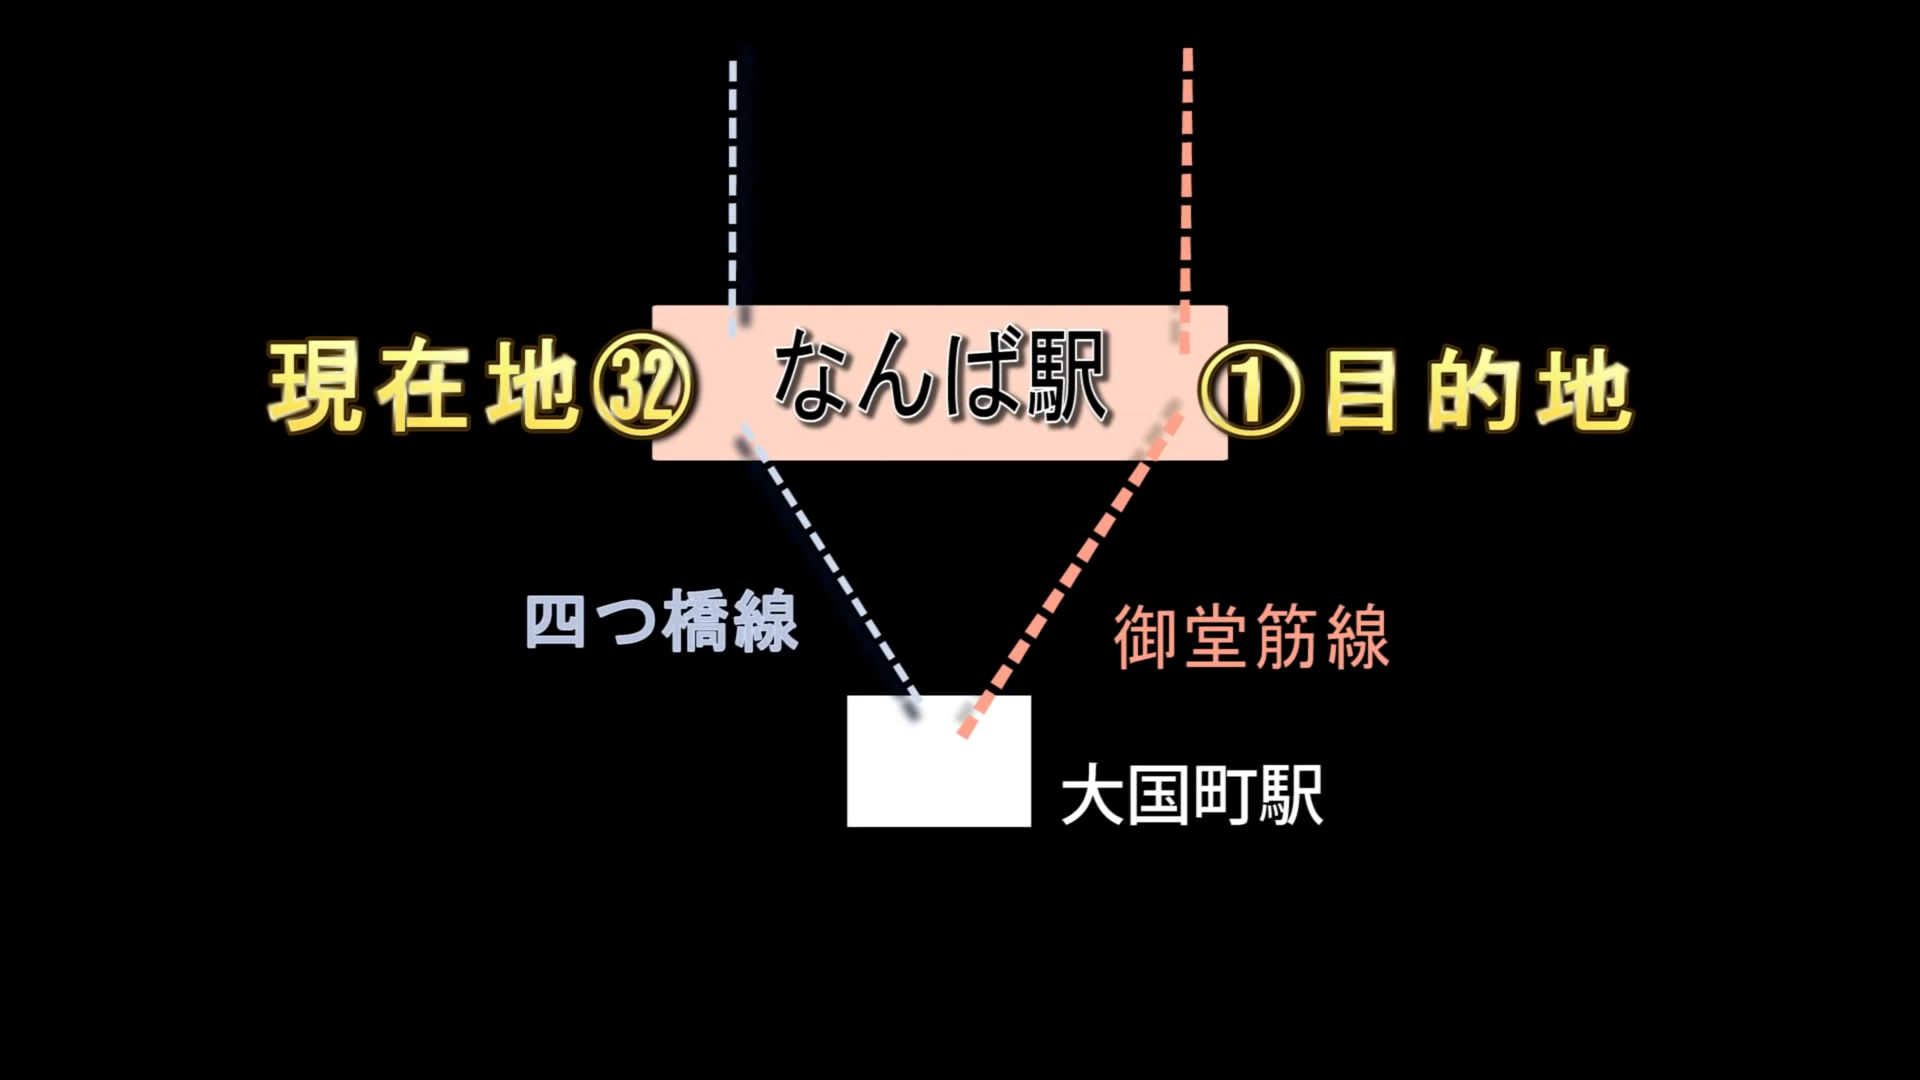 現在地㉜
なんば駅
①目的地
四つ橋線
御堂筋線
大国町駅